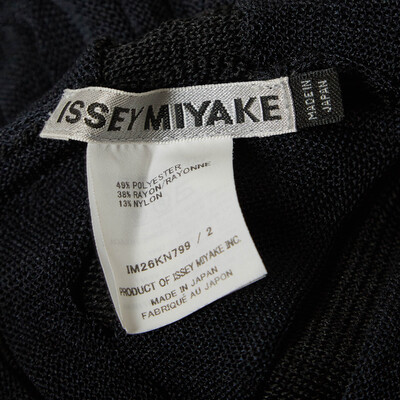 ISSEY MIYAKE
MADE IN
JAPAN
49% POLYESTER
38% RAYON/RAYONNE
13% NYLON
IM26KN799 / 2
PRODUCT OF ISSEY MIYAKE INC.
MADE IN JAPAN
FABRIQUÉ AU JAPON